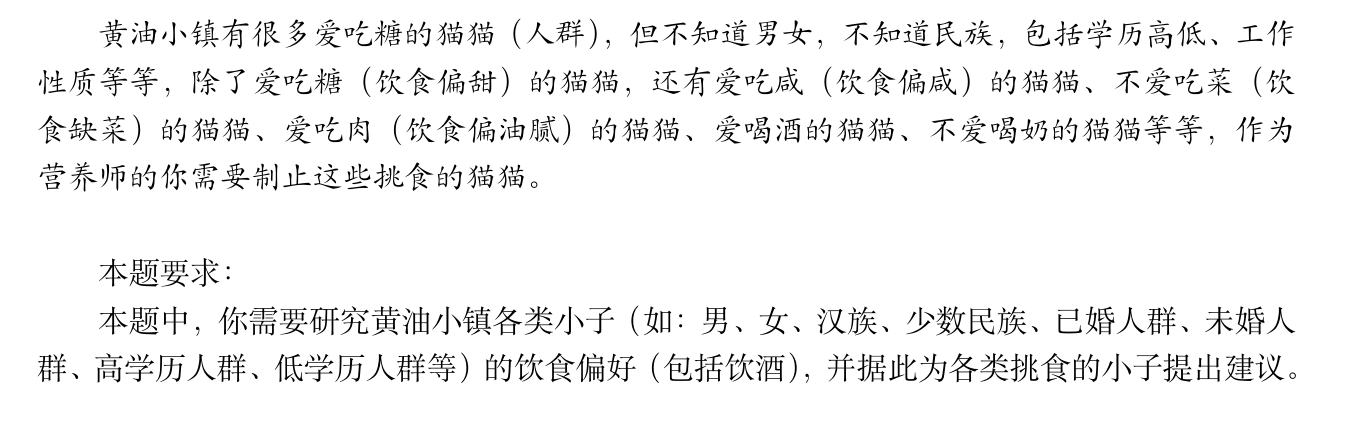 黄油小镇有很多爱吃糖的猫猫（人群），但不知道男女，不知道民族，包括学历高低、工作
性质等等，除了爱吃糖（饮食偏甜）的猫猫，还有爱吃咸（饮食偏咸）的猫猫、不爱吃菜（饮
食缺菜）的猫猫、爱吃肉（饮食偏油腻）的猫猫、爱喝酒的猫猫、不爱喝奶的猫猫等等，作为
营养师的你需要制止这些挑食的猫猫。
本题要求：
本题中，你需要研究黄油小镇各类小子（如：男、女、汉族、少数民族、已婚人群、未婚人
群、高学历人群、低学历人群等）的饮食偏好（包括饮酒），并据此为各类挑食的小子提出建议。